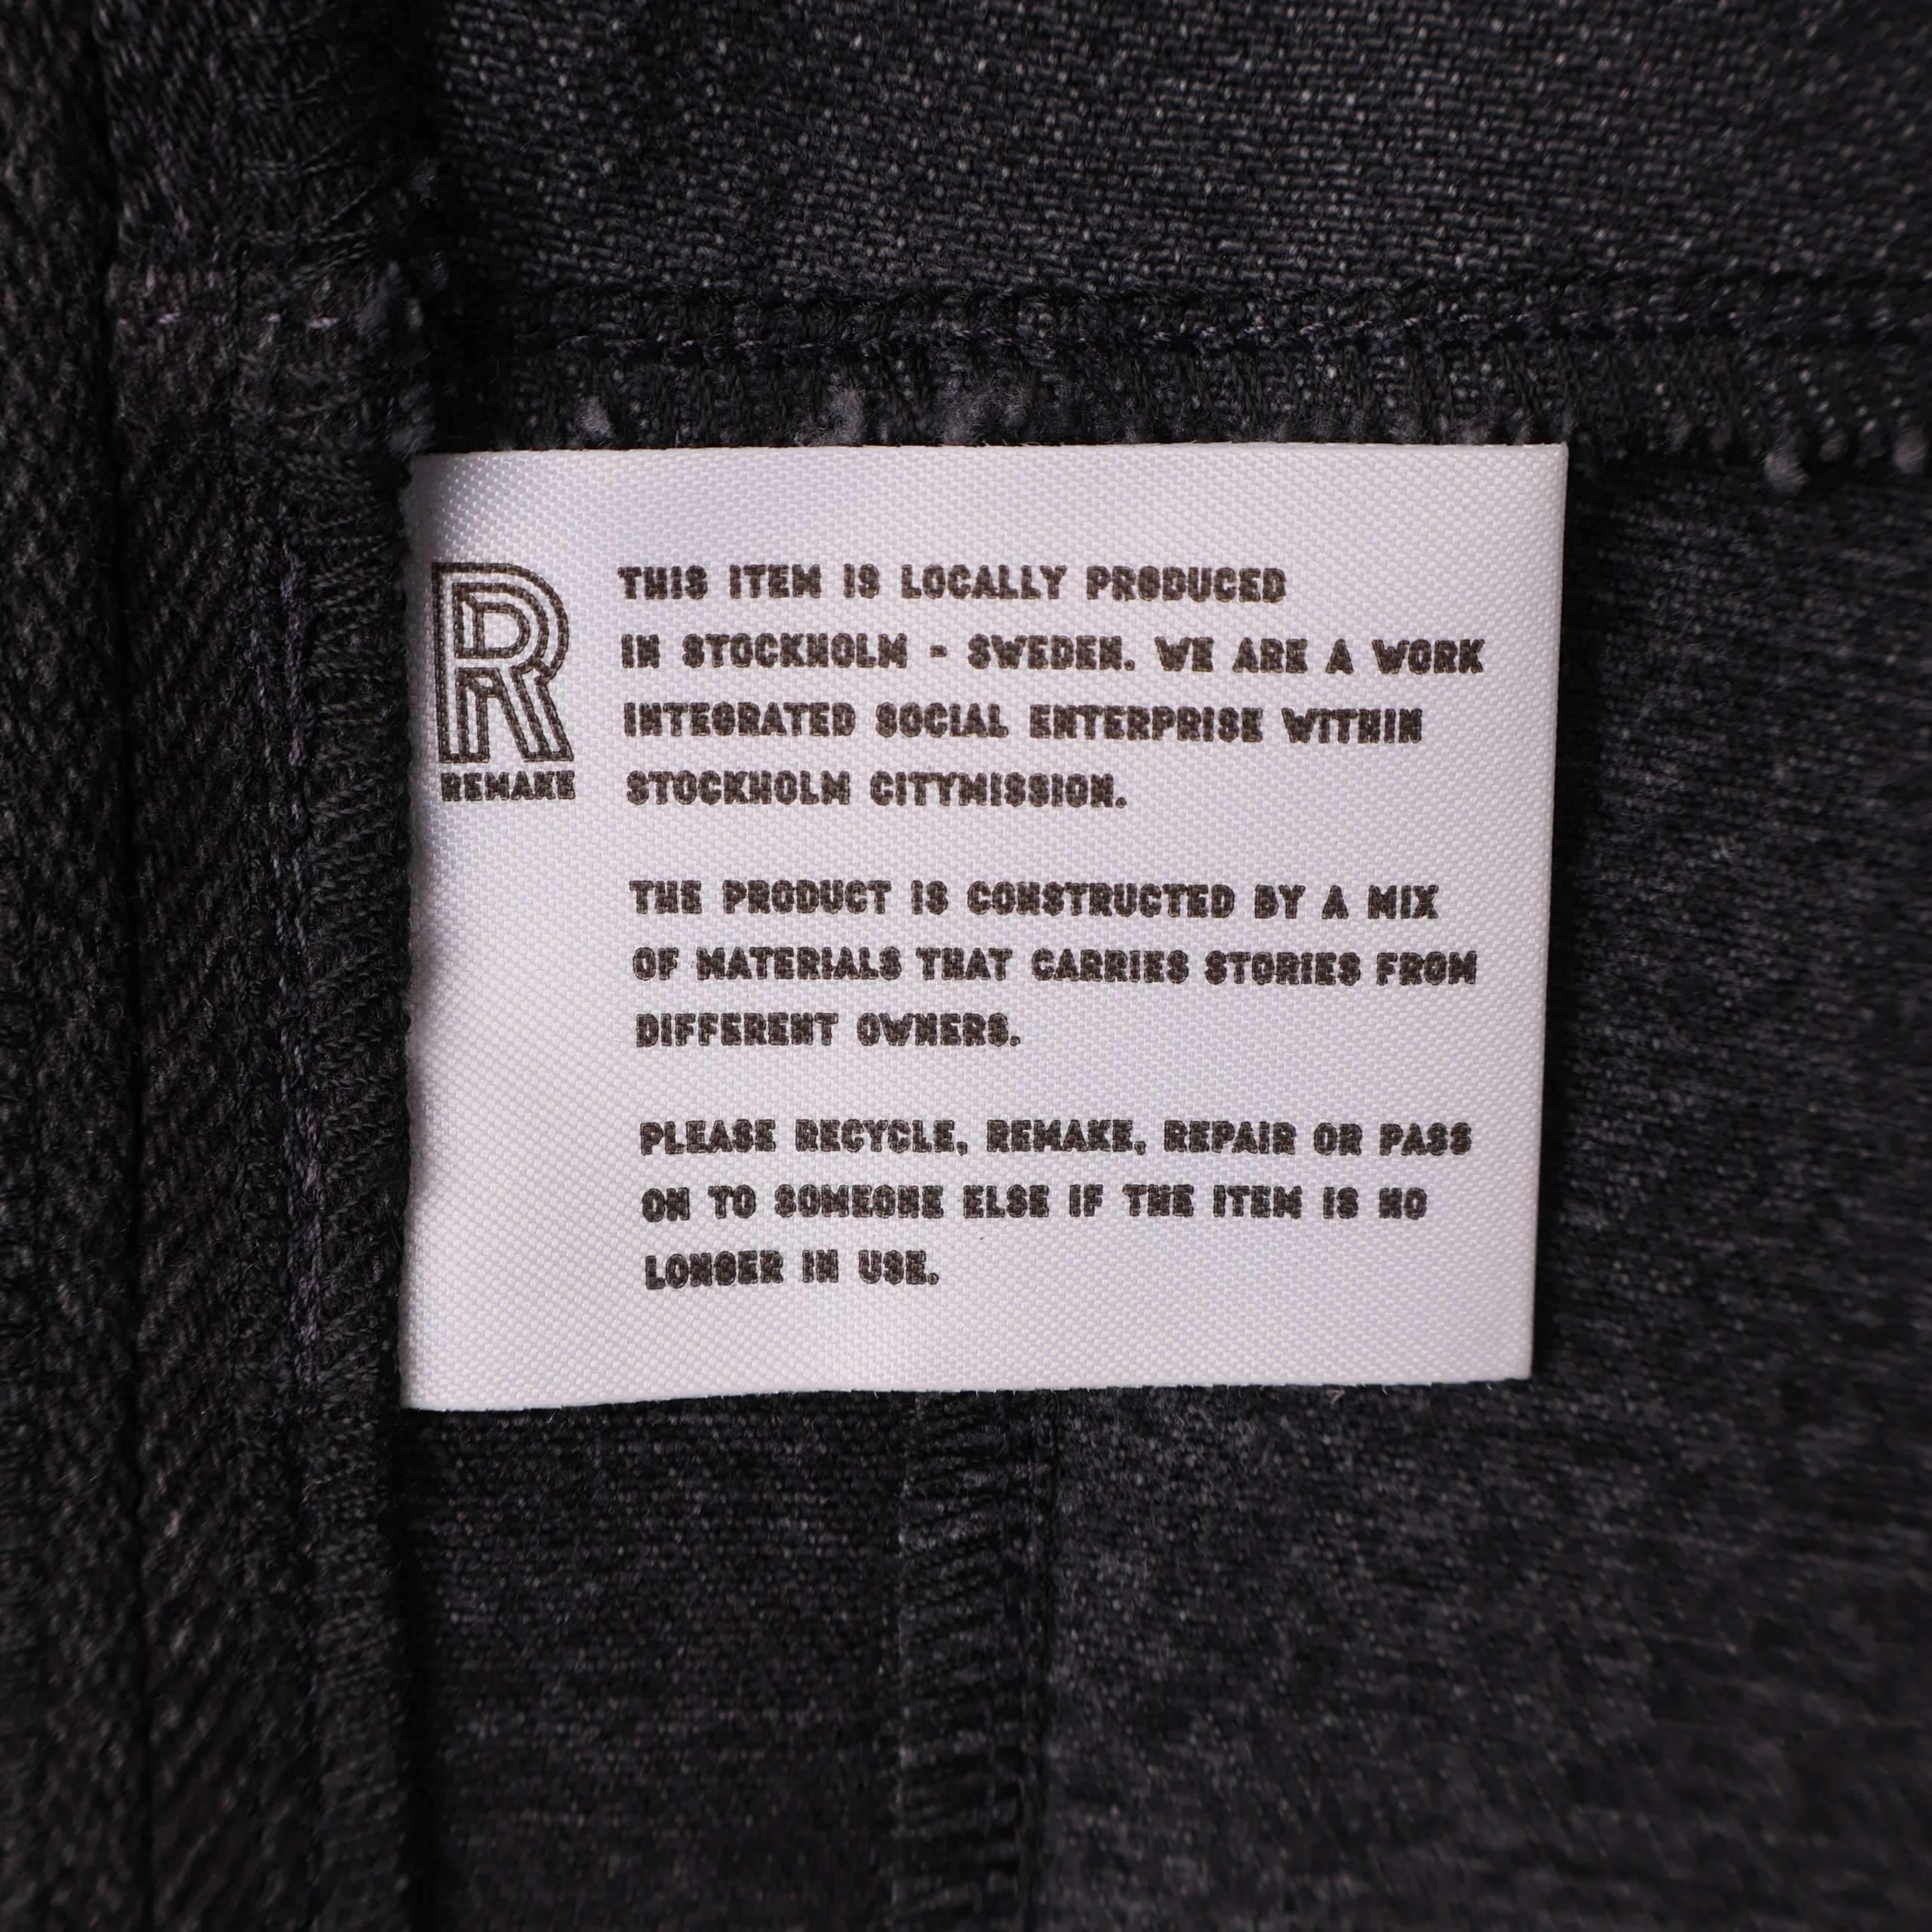 R
REMAKE
THIS ITEM IS LOCALLY PRODUCED
IN STOCKHOLM - SWEDEN. WE ARE A WORK
INTEGRATED SOCIAL ENTERPRISE WITHIN
STOCKHOLM CITYMISSION.
THE PRODUCT IS CONSTRUCTED BY A MIX
OF MATERIALS THAT CARRIES STORIES FROM
DIFFERENT OWNERS.
PLEASE RECYCLE, REMAKE, REPAIR OR PASS
ON TO SOMEONE ELSE IF THE ITEM IS NO
LONGER IN USE.